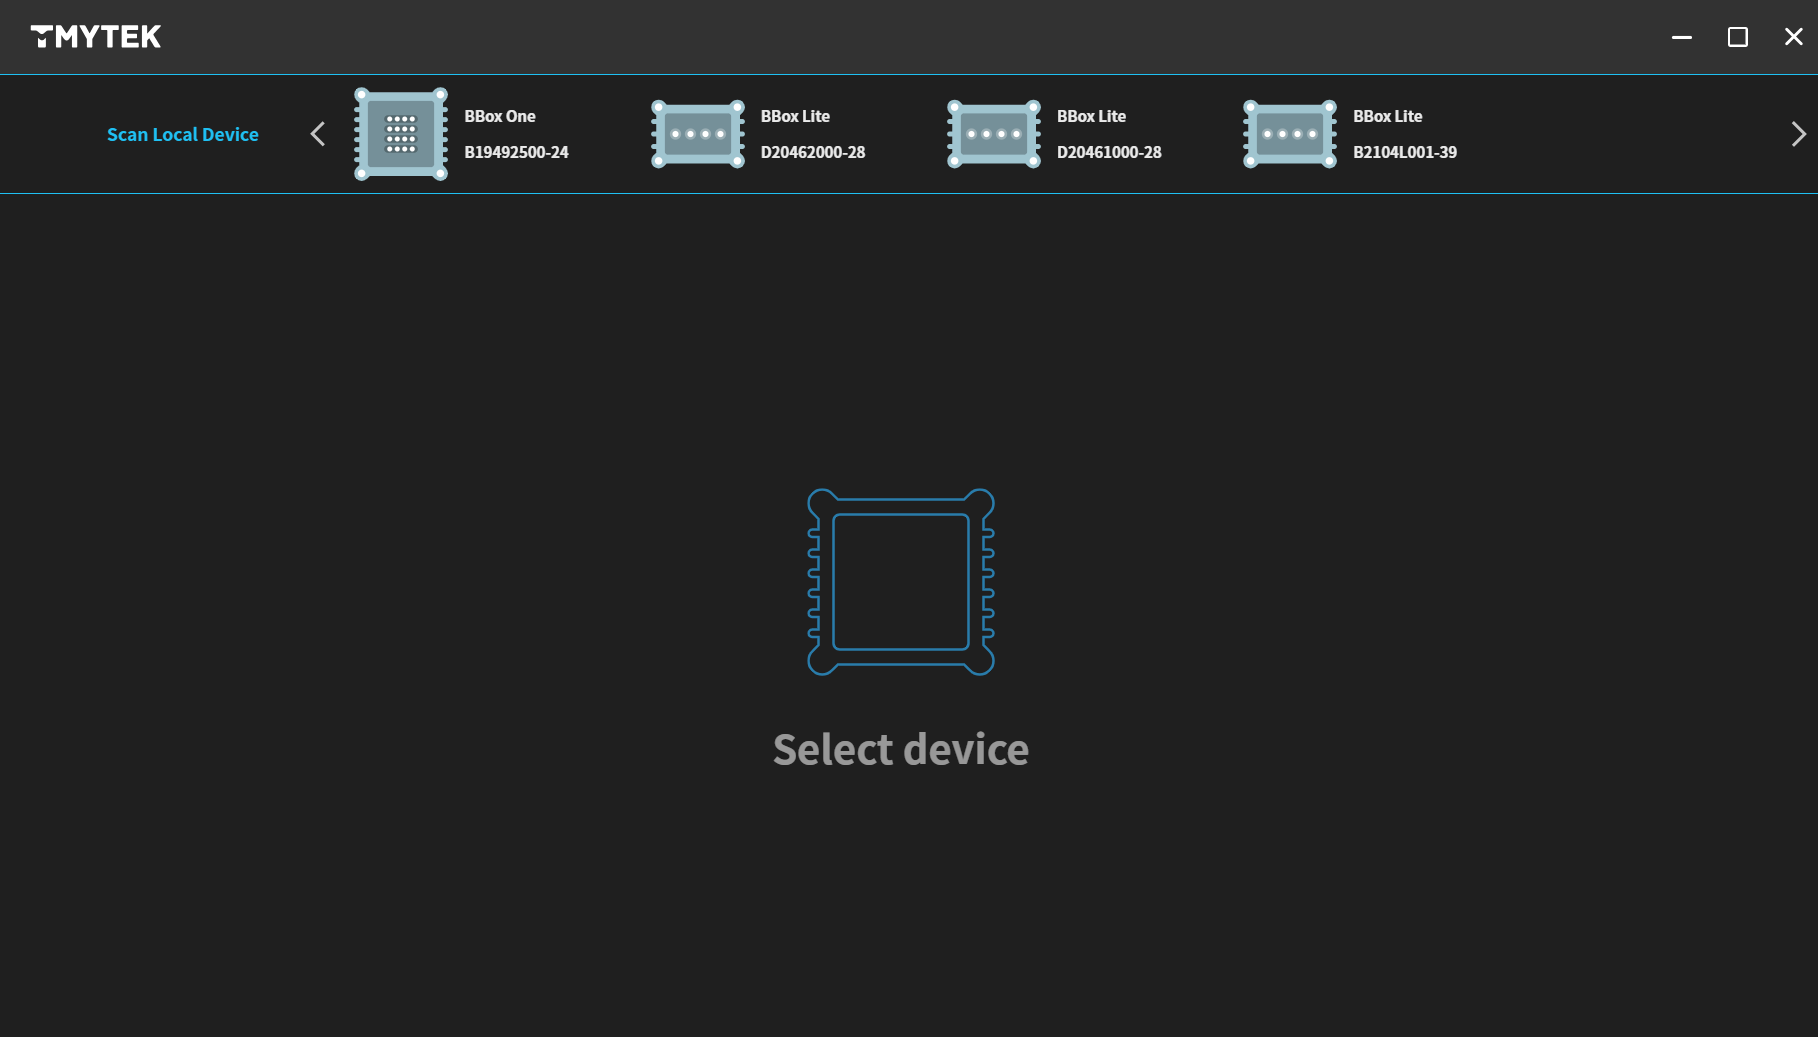 TMYTEK
Scan Local Device
BBox One
B19492500-24
BBox Lite
D20462000-28
BBox Lite
D20461000-28
BBox Lite
B2104L001-39
Select device